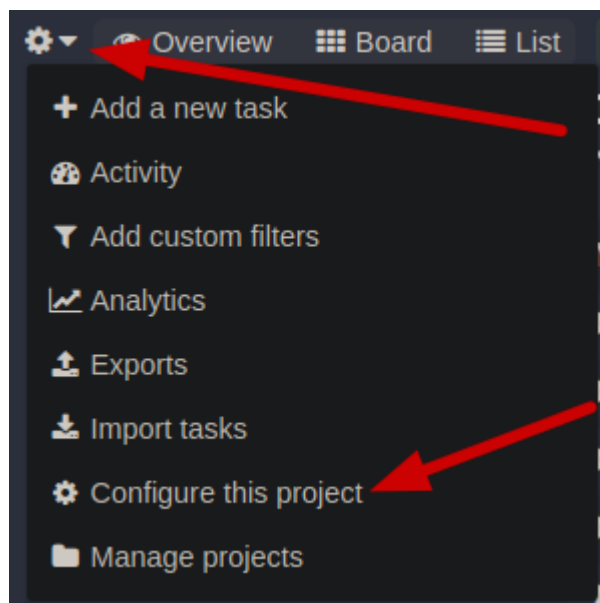 Overview Board List
Add a new task
Activity
Add custom filters
Analytics
Exports
Import tasks
Configure this project
Manage projects